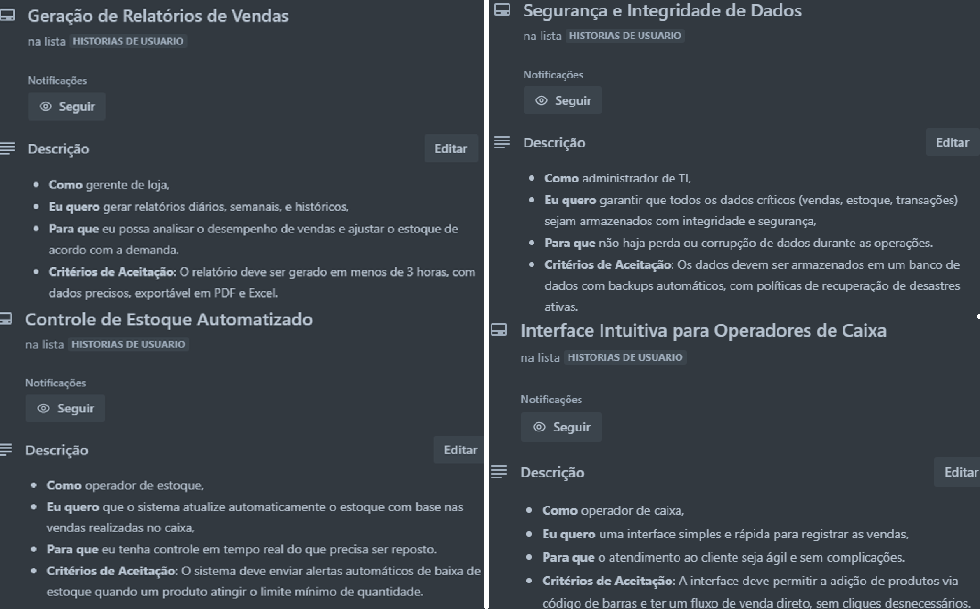 Geração de Relatórios de Vendas
na lista HISTORIAS DE USUARIO
Notificações
Seguir
Descrição
Editar
• Como gerente de loja,
• Eu quero gerar relatórios diários, semanais, e históricos,
• Para que eu possa analisar o desempenho de vendas e ajustar o estoque de
acordo com a demanda.
• Critérios de Aceitação: O relatório deve ser gerado em menos de 3 horas, com
dados precisos, exportável em PDF e Excel.
Controle de Estoque Automatizado
na lista HISTORIAS DE USUARIO
Notificações
Seguir
Descrição
Editar
• Como operador de estoque,
• Eu quero que o sistema atualize automaticamente o estoque com base nas
vendas realizadas no caixa,
• Para que eu tenha controle em tempo real do que precisa ser reposto.
• Critérios de Aceitação: O sistema deve enviar alertas automáticos de baixa de
estoque quando um produto atingir o limite mínimo de quantidade.
Segurança e Integridade de Dados
na lista HISTORIAS DE USUARIO
Notificações
Seguir
Descrição
Editar
• Como administrador de TI,
• Eu quero garantir que todos os dados críticos (vendas, estoque, transações)
sejam armazenados com integridade e segurança,
• Para que não haja perda ou corrupção de dados durante as operações.
• Critérios de Aceitação: Os dados devem ser armazenados em um banco de
dados com backups automáticos, com políticas de recuperação de desastres
ativas.
Interface Intuitiva para Operadores de Caixa
na lista HISTORIAS DE USUARIO
Notificações
Seguir
Descrição
Editar
• Como operador de caixa,
• Eu quero uma interface simples e rápida para registrar as vendas,
• Para que o atendimento ao cliente seja ágil e sem complicações.
• Critérios de Aceitação: A interface deve permitir a adição de produtos via
código de barras e ter um fluxo de venda direto, sem cliques desnecessários.